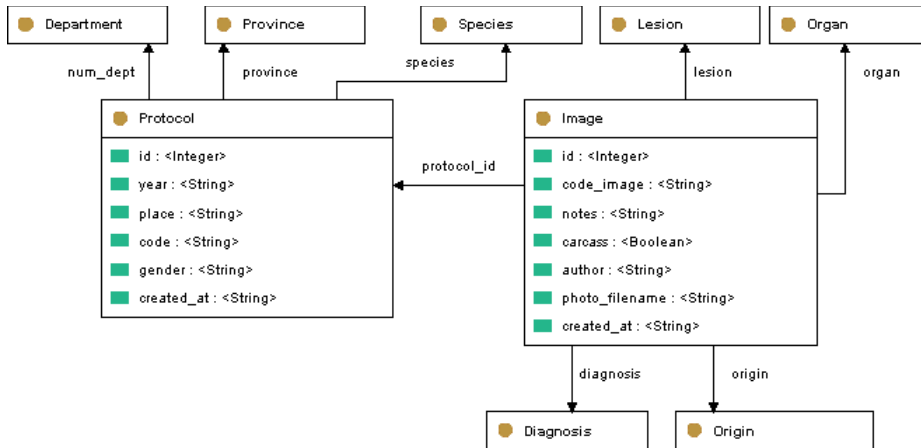 Department
Province
Species
Lesion
Organ
num_dept
province
species
lesion
organ
Protocol
id : <Integer>
year : <String>
place : <String>
code : <String>
gender : <String>
created_at : <String>
protocol_id
Image
id : <Integer>
code_image : <String>
notes : <String>
carcass : <Boolean>
author : <String>
photo_filename : <String>
created_at : <String>
diagnosis
origin
Diagnosis
Origin